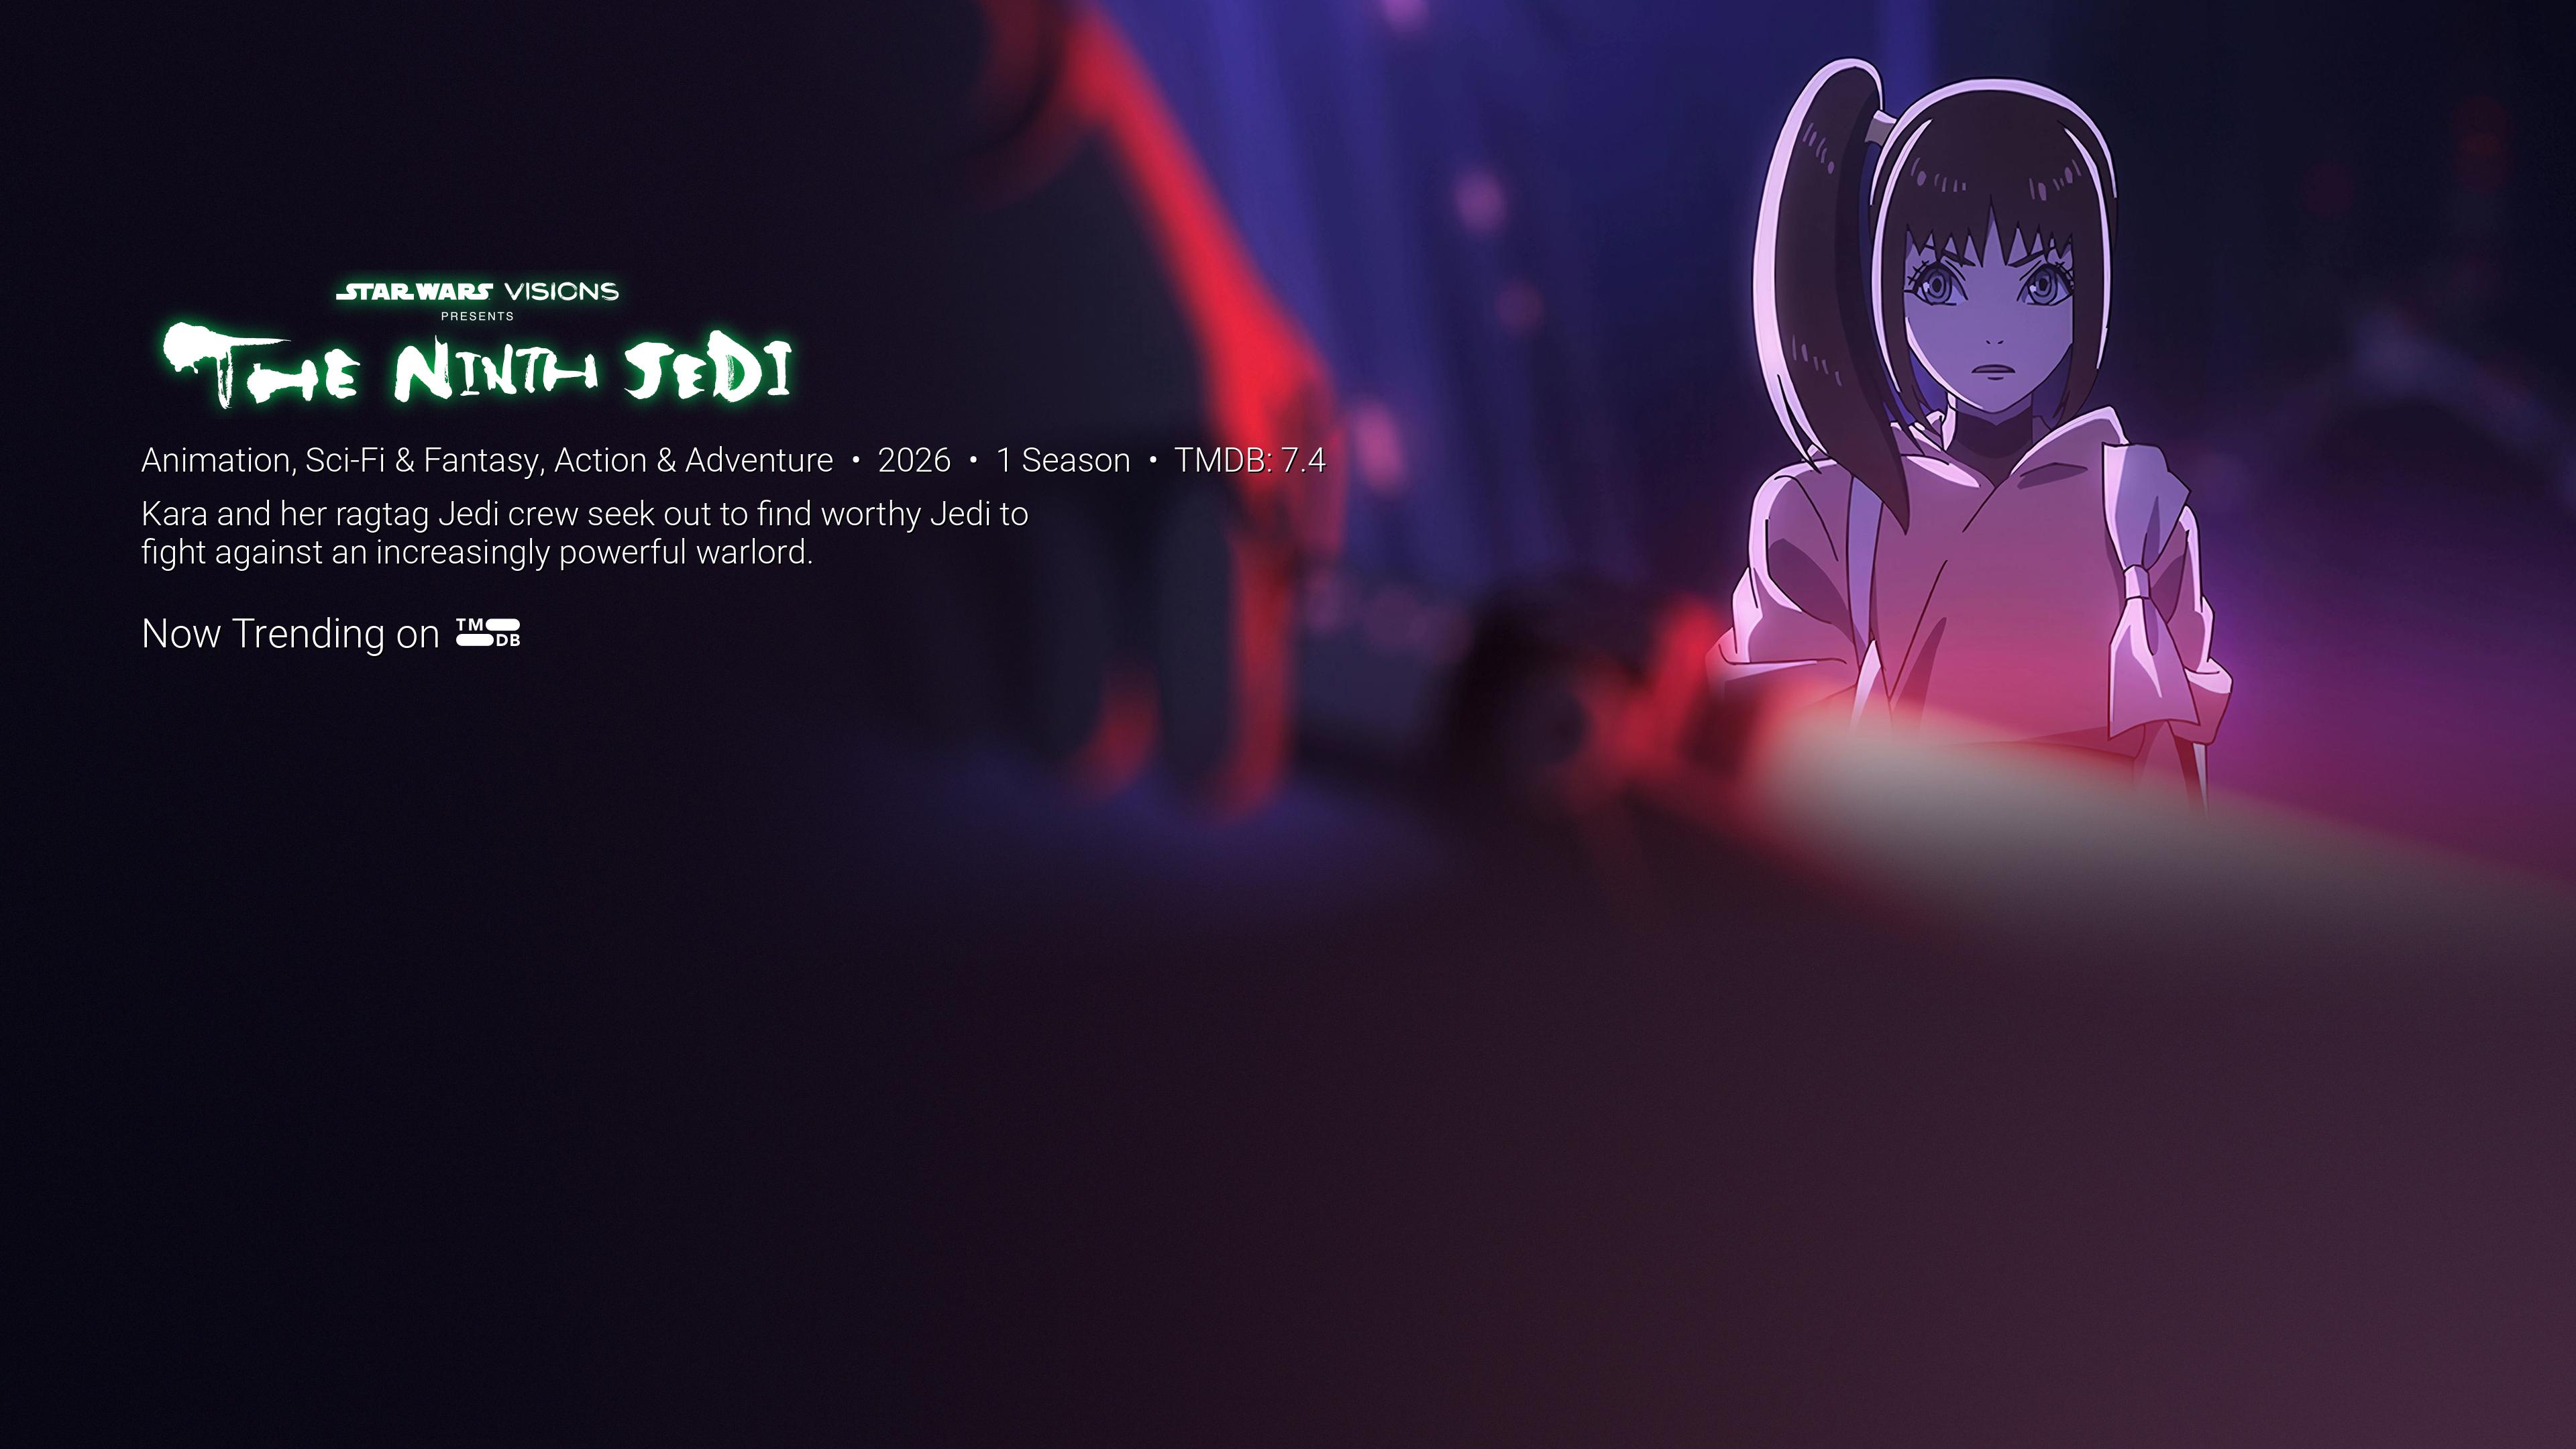 STAR WARS VISIONS
PRESENTS
THE NINTH JEDI
Animation, Sci-Fi & Fantasy, Action & Adventure • 2026 • 1 Season • TMDB: 7.4
Kara and her ragtag Jedi crew seek out to find worthy Jedi to
fight against an increasingly powerful warlord.
Now Trending on TMDB